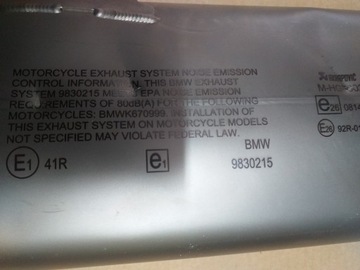 MOTORCYCLE EXHAUST SYSTEM NOISE EMISSION
CONTROL INFORMATION: THIS BMW EXHAUST
SYSTEM 9830215 MEETS EPA NOISE EMISSION
REQUIREMENTS OF 80dB(A) FOR THE FOLLOWING
MOTORCYCLES: BMWK670999. INSTALLATION OF
THIS EXHAUST SYSTEM ON MOTORCYCLE MODELS
NOT SPECIFIED MAY VIOLATE FEDERAL LAW.
E1 41R e1 BMW
9830215
e26
E26 92R-01